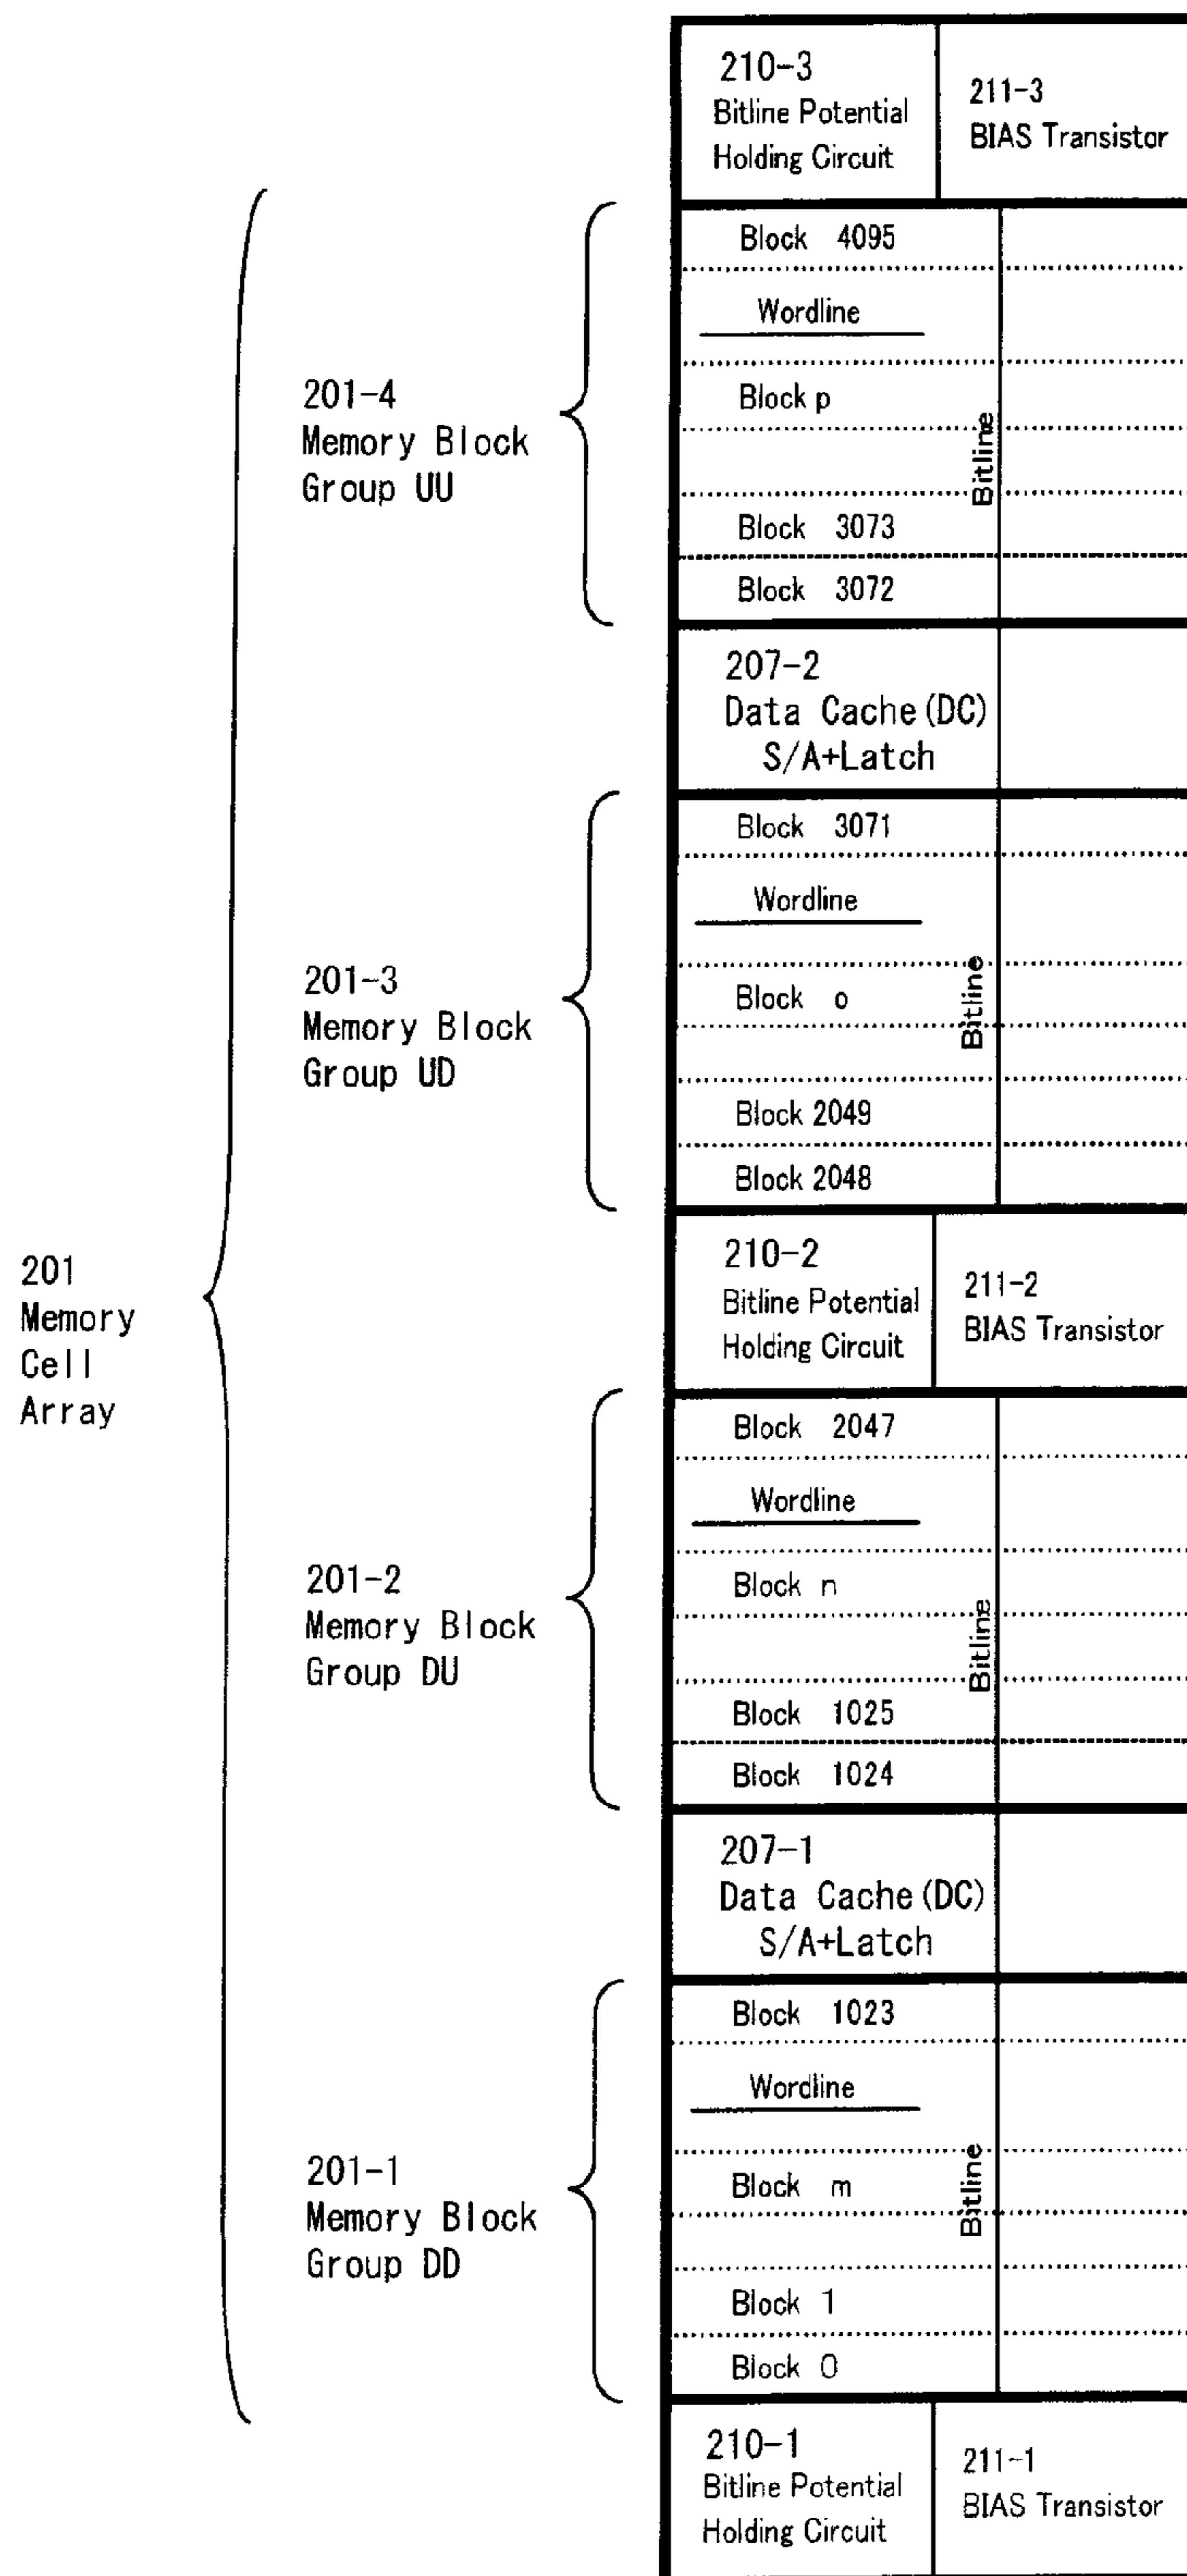 210-3
Bitline Potential
Holding Circuit
211-3
BIAS Transistor
201-4
Memory Block
Group UU
Block 4095
Wordline
Block p
Bitline
Block 3073
Block 3072
207-2
Data Cache(DC)
S/A+Latch
201-3
Memory Block
Group UD
Block 3071
Wordline
Block o
Bitline
Block 2049
Block 2048
201
Memory
Cell
Array
210-2
Bitline Potential
Holding Circuit
211-2
BIAS Transistor
201-2
Memory Block
Group DU
Block 2047
Wordline
Block n
Bitline
Block 1025
Block 1024
207-1
Data Cache(DC)
S/A+Latch
201-1
Memory Block
Group DD
Block 1023
Wordline
Block m
Bitline
Block 1
Block 0
210-1
Bitline Potential
Holding Circuit
211-1
BIAS Transistor